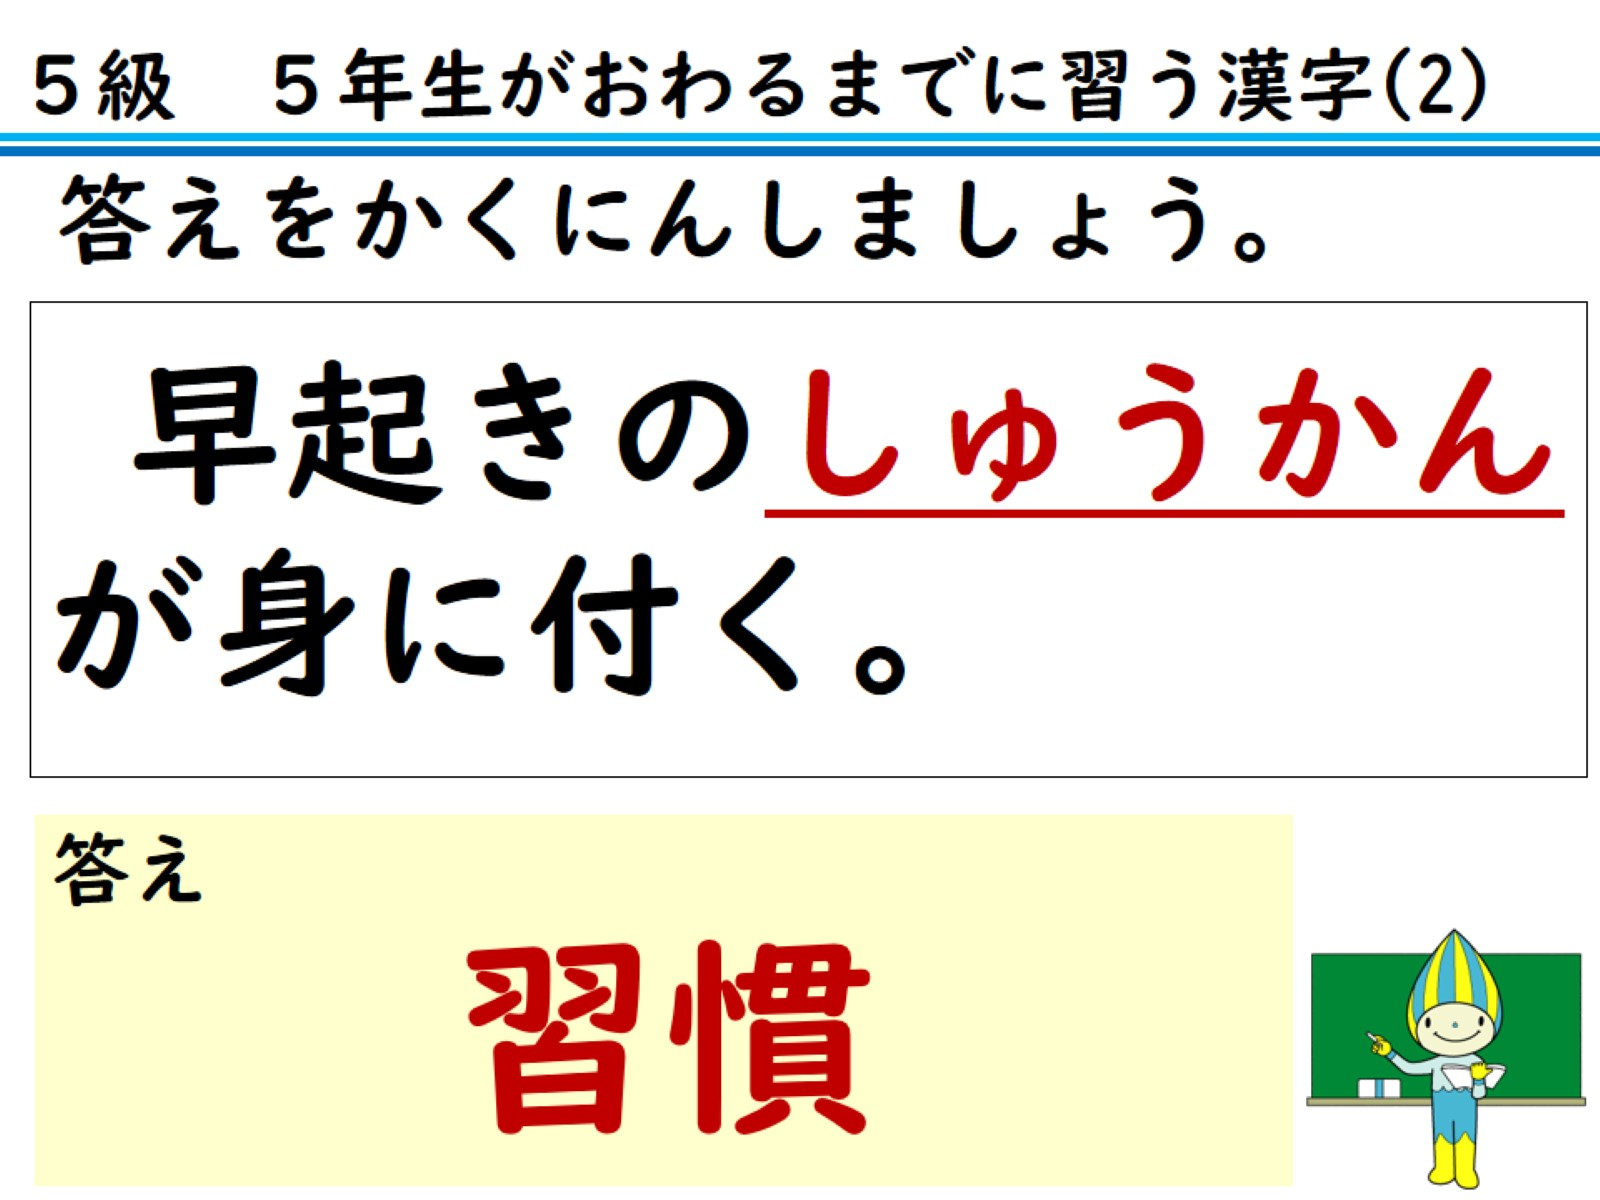 ５級　５年生がおわるまでに習う漢字(2)
答えをかくにんしましょう。
早起きのしゅうかん
が身に付く。
答え
習慣